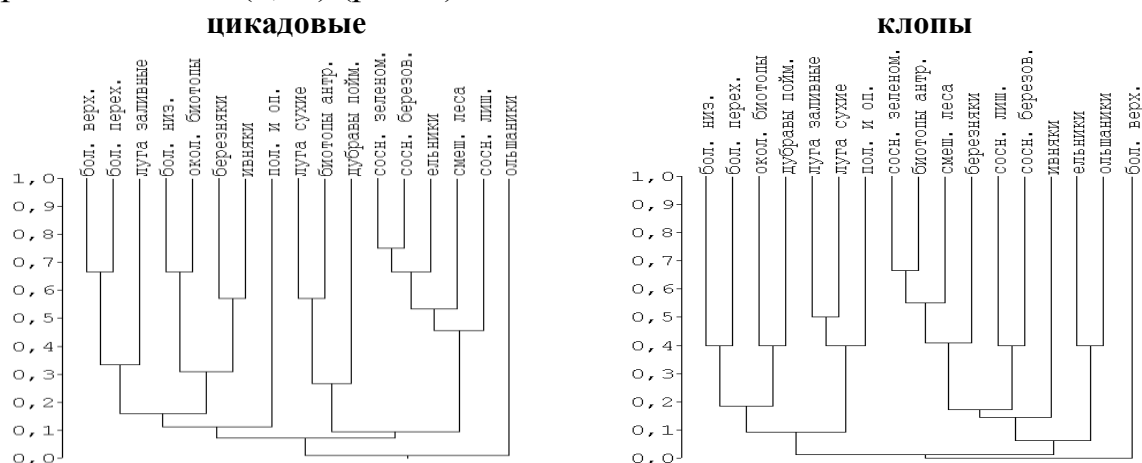 цикадовые
клопы
бол. верх.
бол. перех.
луга заливные
бол. низ.
окол. биотопы
березняки
ивняки
пол. и оп.
луга сухие
биотопы антр.
дубравы пойм.
сосн. зеленом.
сосн. березов.
ельники
смеш. леса
сосн. лиш.
ольшаники
1,0
0,9
0,8
0,7
0,6
0,5
0,4
0,3
0,2
0,1
0,0
бол. низ.
бол. перех.
окол. биотопы
дубравы пойм.
луга заливные
луга сухие
пол. и оп.
сосн. зеленом.
биотопы антр.
смеш. леса
березняки
сосн. лиш.
сосн. березов.
ивняки
ельники
ольшаники
бол. верх.
1,0
0,9
0,8
0,7
0,6
0,5
0,4
0,3
0,2
0,1
0,0